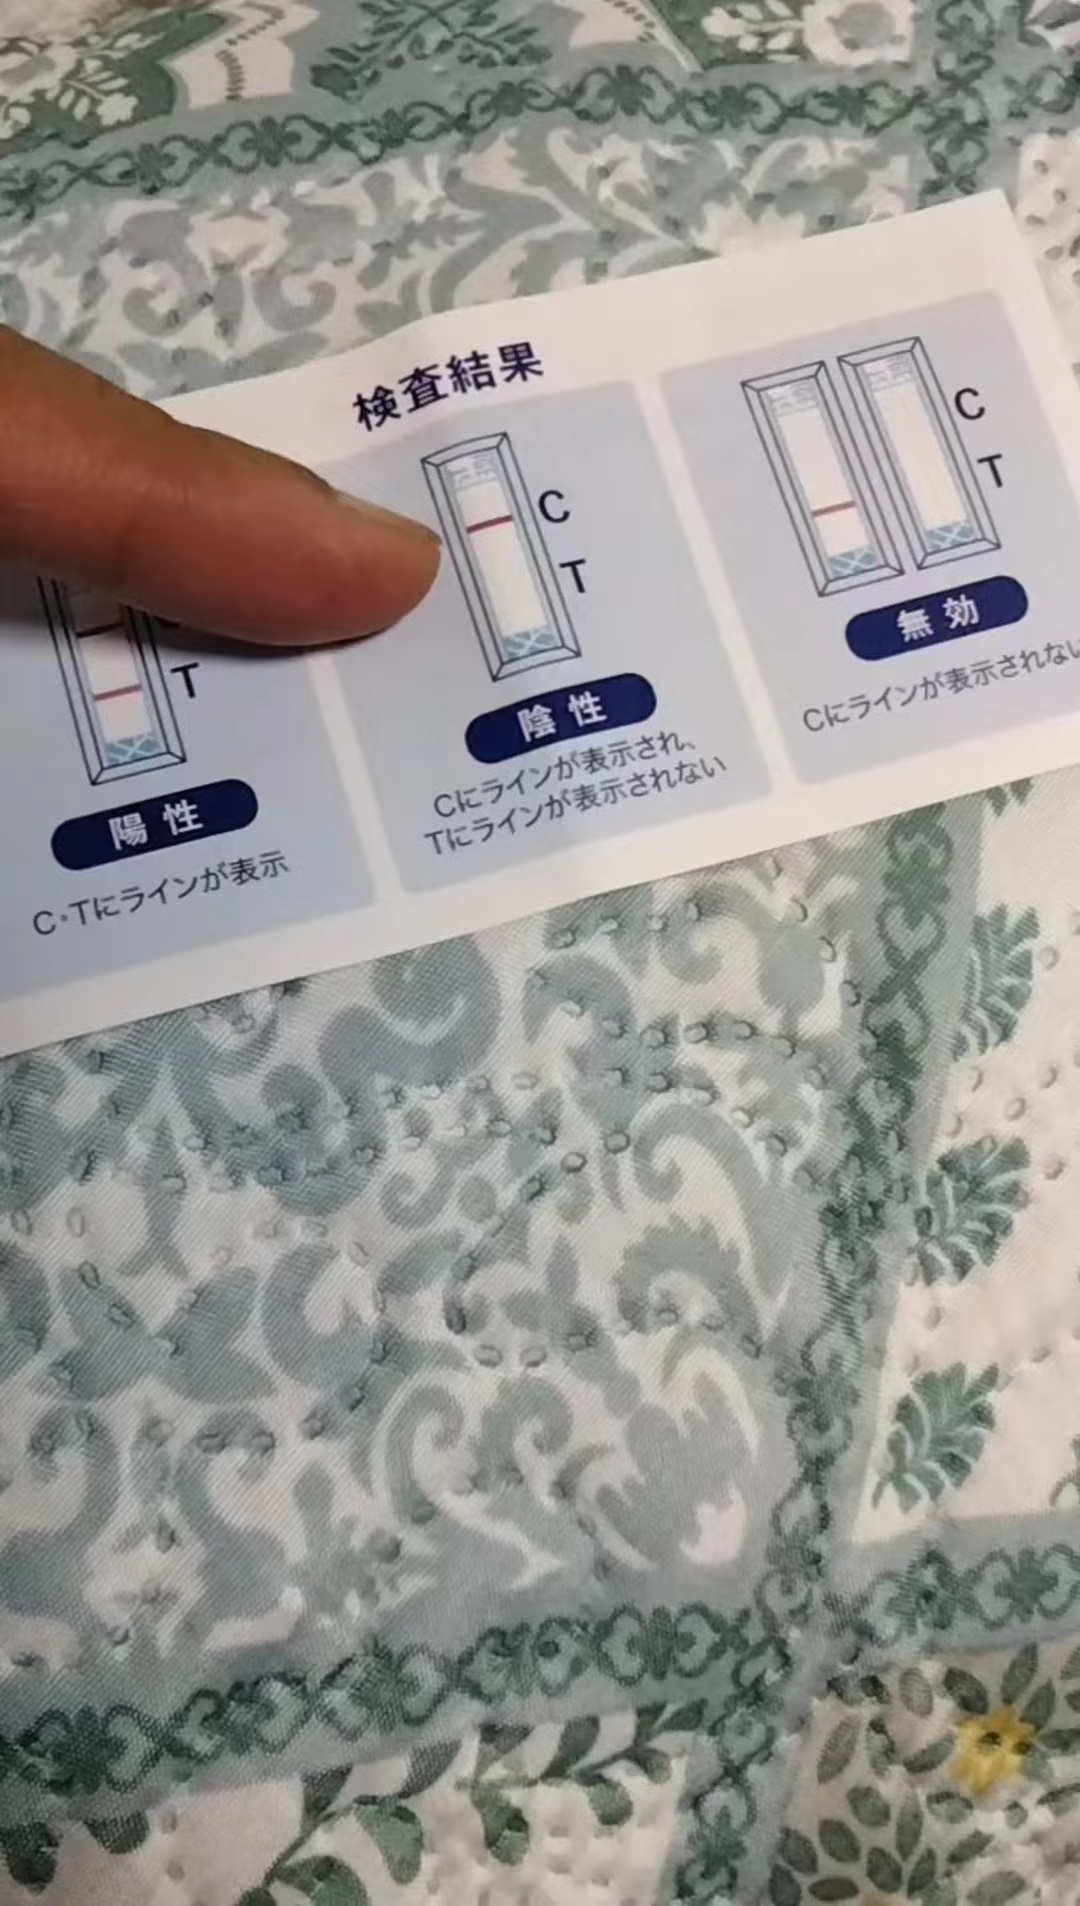 検査結果
T
陽性
C・Tにラインが表示
C
T
陰性
Cにラインが表示され、
Tにラインが表示されない
C
T
無効
Cにラインが表示されない